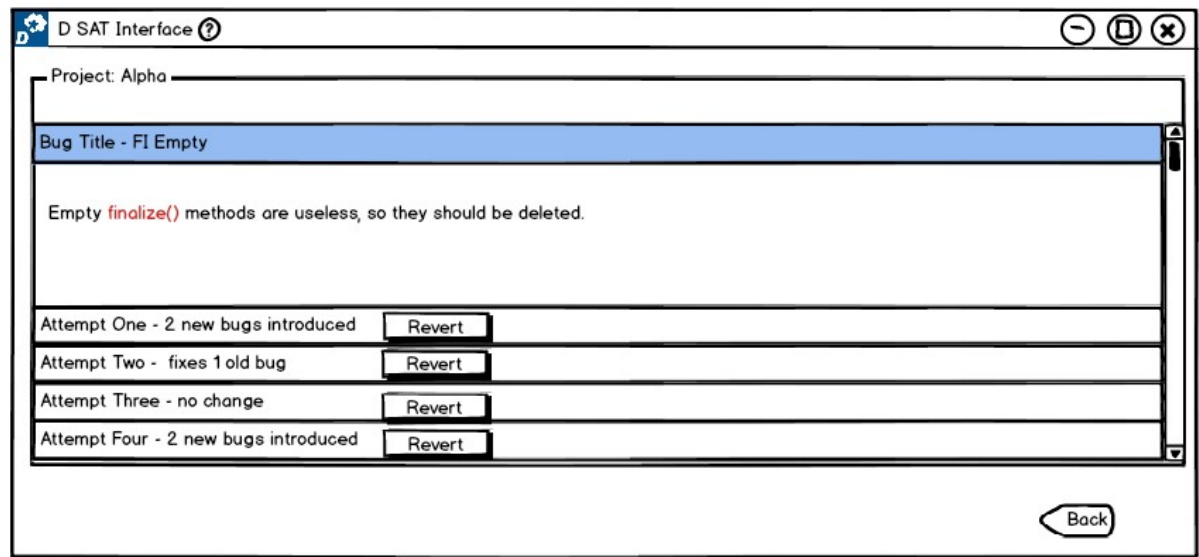 D
D SAT Interface ?
Project: Alpha
Bug Title - FI Empty
Empty finalize() methods are useless, so they should be deleted.
Attempt One - 2 new bugs introduced Revert
Attempt Two - fixes 1 old bug Revert
Attempt Three - no change Revert
Attempt Four - 2 new bugs introduced Revert
Back